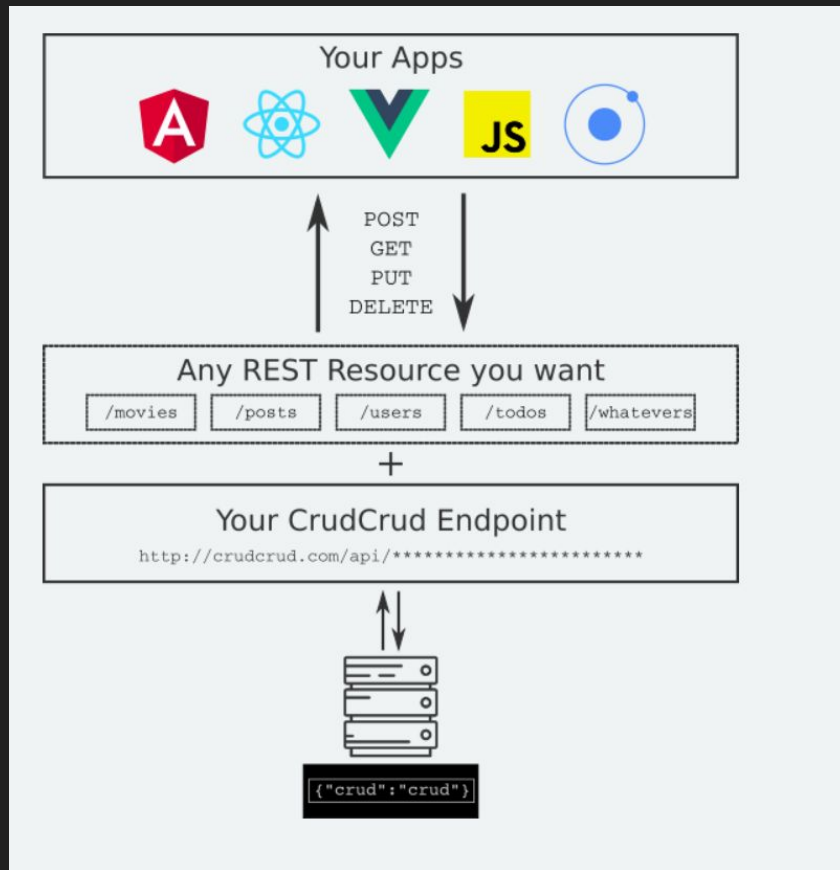 Your Apps
A
JS
POST
GET
PUT
DELETE
Any REST Resource you want
/movies /posts /users /todos /whatevers
+
Your CrudCrud Endpoint
http://crudcrud.com/api/************************
{"crud":"crud"}